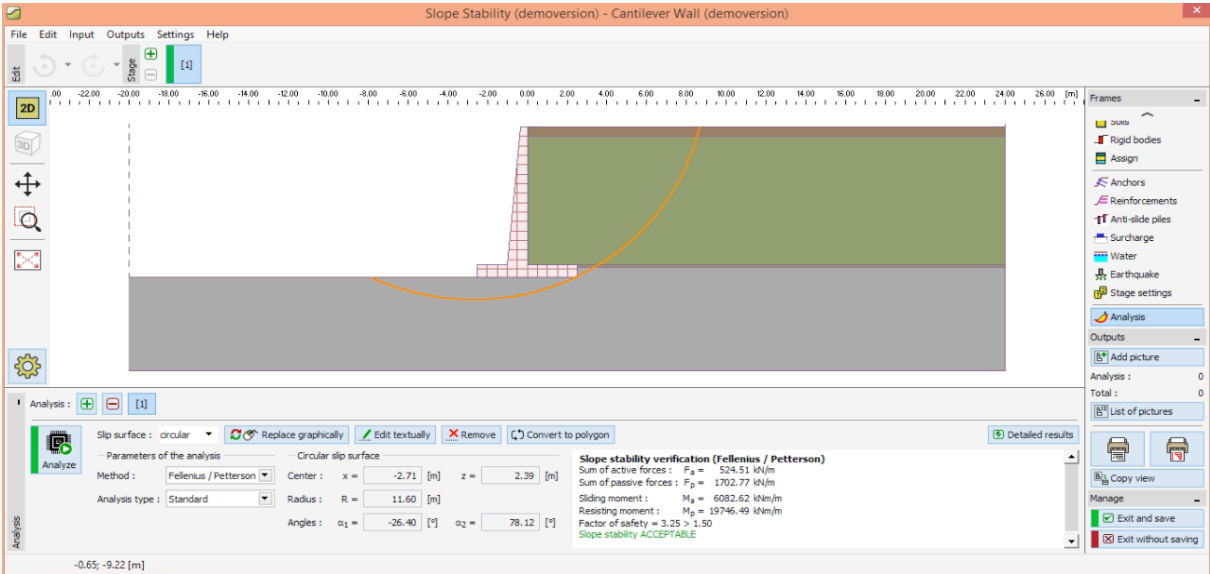 Slope Stability (demoversion) - Cantilever Wall (demoversion)
File Edit Input Outputs Settings Help
Edit
Stage
[1]
.00 -22.00 -20.00 -18.00 -16.00 -14.00 -12.00 -10.00 -8.00 -6.00 -4.00 -2.00 0.00 2.00 4.00 6.00 8.00 10.00 12.00 14.00 16.00 18.00 20.00 22.00 24.00 26.00 [m]
2D
3D
Frames
Soils
Rigid bodies
Assign
Anchors
Reinforcements
Anti-slide piles
Surcharge
Water
Earthquake
Stage settings
Analysis
Outputs
Add picture
Analysis : 0
Total : 0
List of pictures
Copy view
Manage
Exit and save
Exit without saving
Analysis : [1]
Analyze
Slip surface : circular Replace graphically Edit textually Remove Convert to polygon Detailed results
Parameters of the analysis
Method : Fellenius / Petterson
Analysis type : Standard
Circular slip surface
Center : x = -2.71 [m] z = 2.39 [m]
Radius : R = 11.60 [m]
Angles : α1 = -26.40 [°] α2 = 78.12 [°]
Slope stability verification (Fellenius / Petterson)
Sum of active forces : Fa = 524.51 kN/m
Sum of passive forces : Fp = 1702.77 kN/m
Sliding moment : Ma = 6082.62 kNm/m
Resisting moment : Mp = 19746.49 kNm/m
Factor of safety = 3.25 > 1.50
Slope stability ACCEPTABLE
Analysis
-0.65; -9.22 [m]